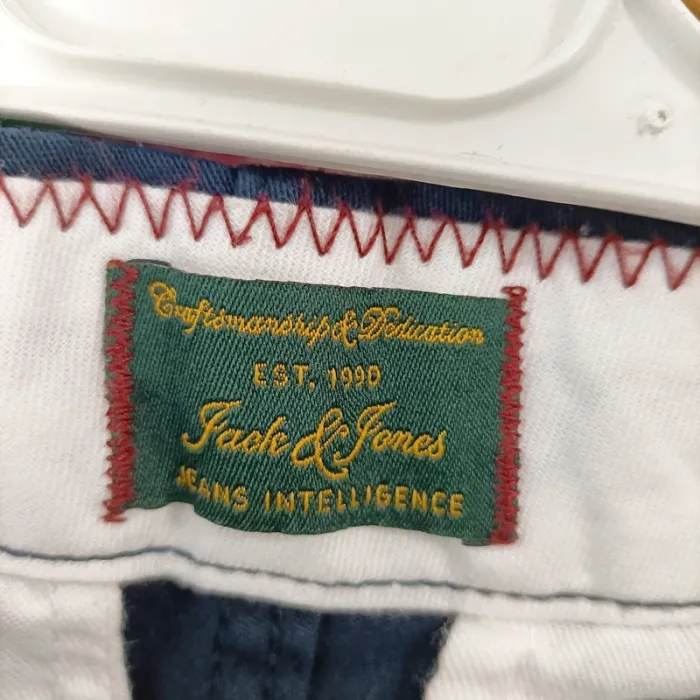 Craftsmanship & Dedication
EST. 1990
Jack & Jones
JEANS INTELLIGENCE